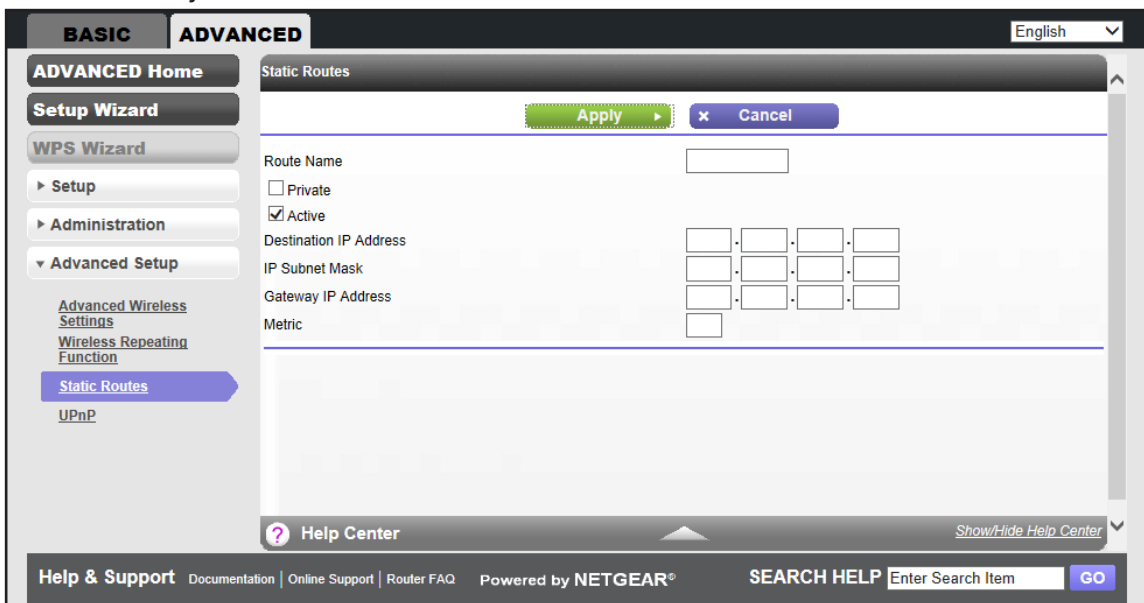 BASIC ADVANCED English
ADVANCED Home
Setup Wizard
WPS Wizard
Setup
Administration
Advanced Setup
Advanced Wireless
Settings
Wireless Repeating
Function
Static Routes
UPnP
Static Routes
Apply Cancel
Route Name
Private
Active
Destination IP Address
IP Subnet Mask
Gateway IP Address
Metric
? Help Center Show/Hide Help Center
Help & Support Documentation | Online Support | Router FAQ Powered by NETGEAR® SEARCH HELP Enter Search Item GO